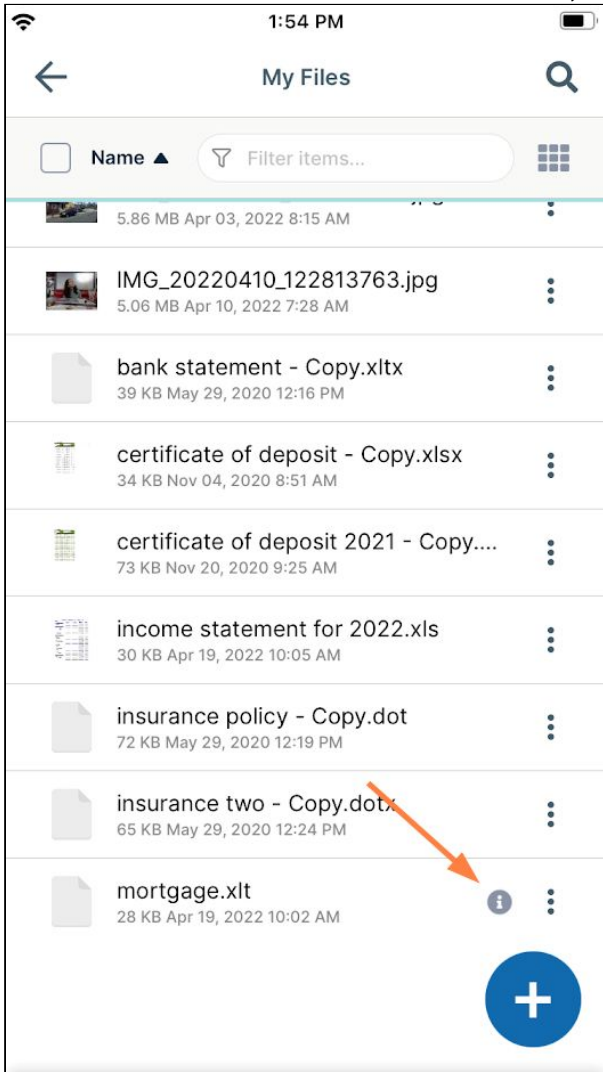 1:54 PM
My Files
Name ▲ Filter items...
5.86 MB Apr 03, 2022 8:15 AM
IMG_20220410_122813763.jpg
5.06 MB Apr 10, 2022 7:28 AM
bank statement - Copy.xltx
39 KB May 29, 2020 12:16 PM
certificate of deposit - Copy.xlsx
34 KB Nov 04, 2020 8:51 AM
certificate of deposit 2021 - Copy....
73 KB Nov 20, 2020 9:25 AM
income statement for 2022.xls
30 KB Apr 19, 2022 10:05 AM
insurance policy - Copy.dot
72 KB May 29, 2020 12:19 PM
insurance two - Copy.dotx
65 KB May 29, 2020 12:24 PM
mortgage.xlt
28 KB Apr 19, 2022 10:02 AM